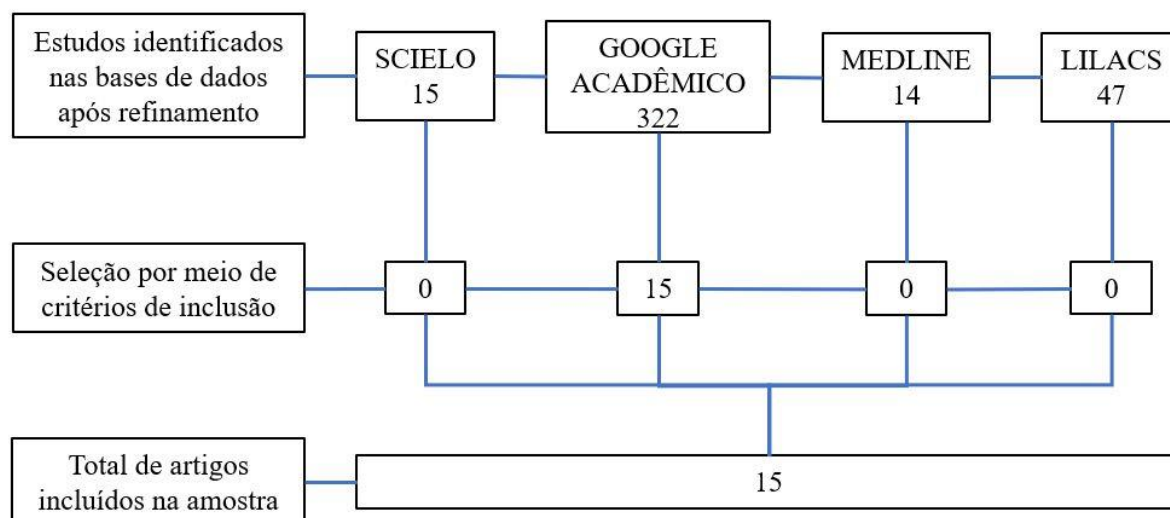 Estudos identificados
nas bases de dados
após refinamento
SCIELO
15
GOOGLE
ACADÊMICO
322
MEDLINE
14
LILACS
47
Seleção por meio de
critérios de inclusão
0
15
0
0
Total de artigos
incluídos na amostra
15